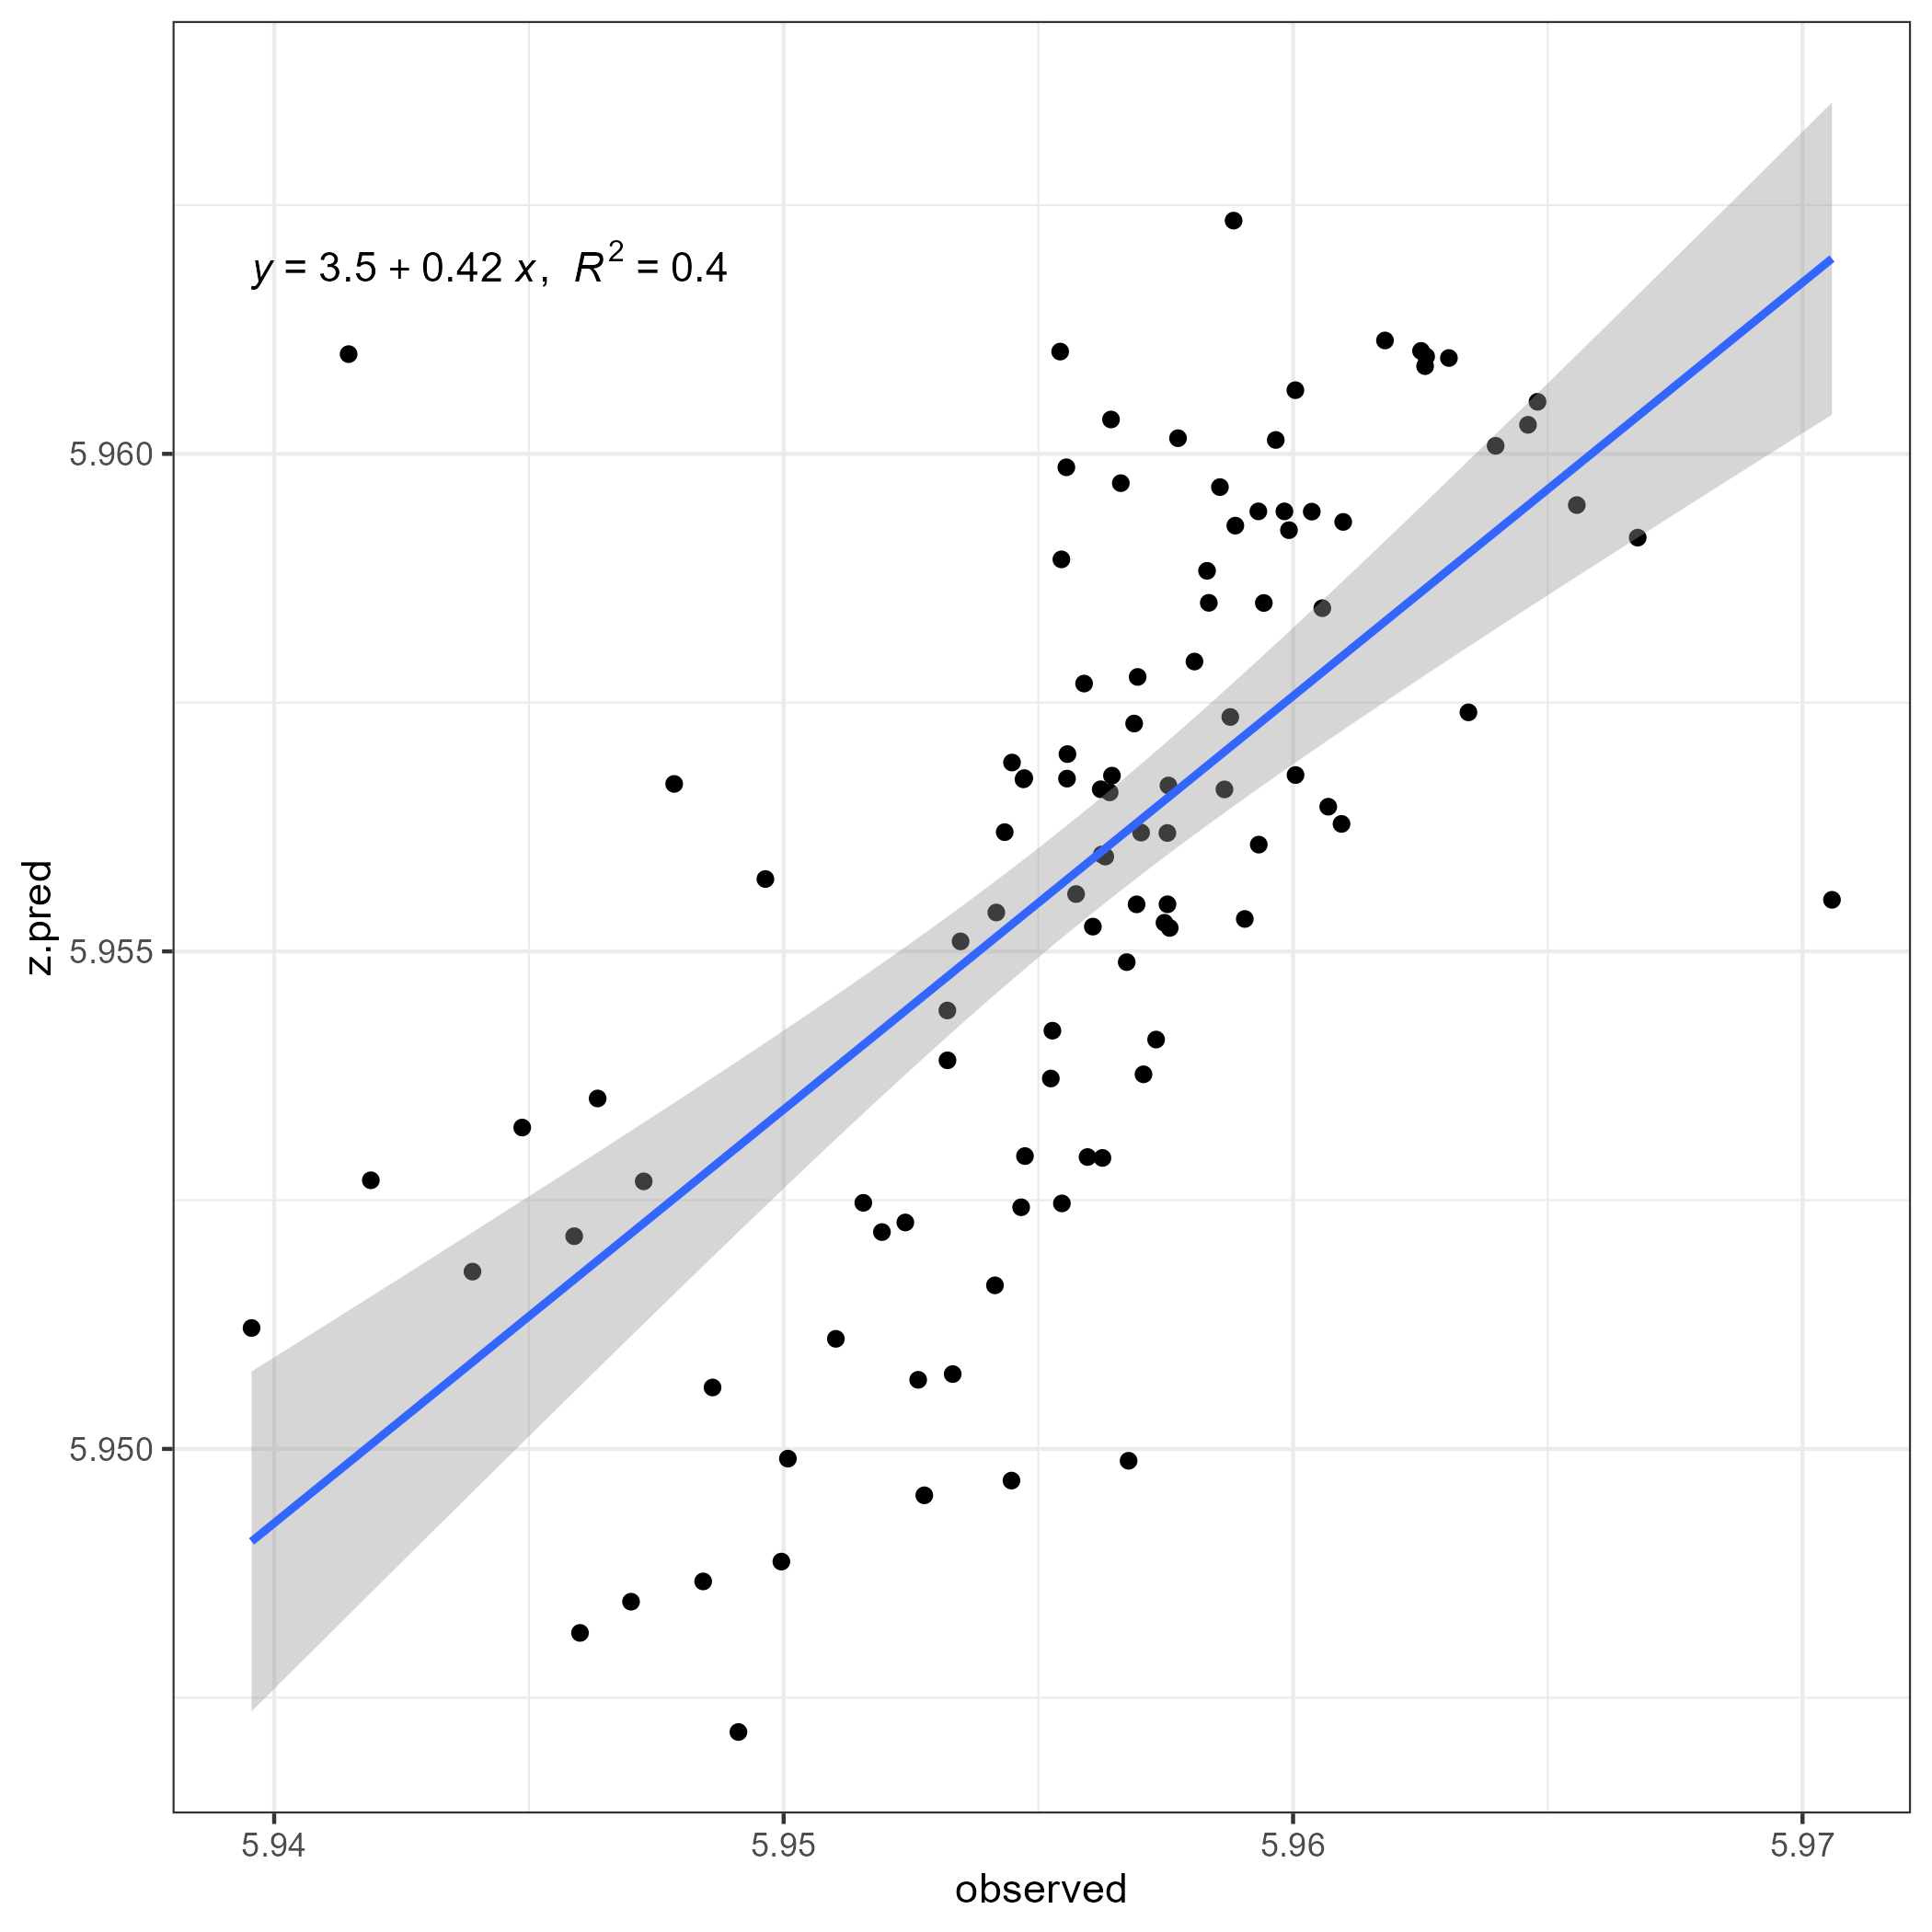 y = 3.5 + 0.42 x, R² = 0.4
5.960
5.955
5.950
z.pred
5.94 5.95 5.96 5.97
observed